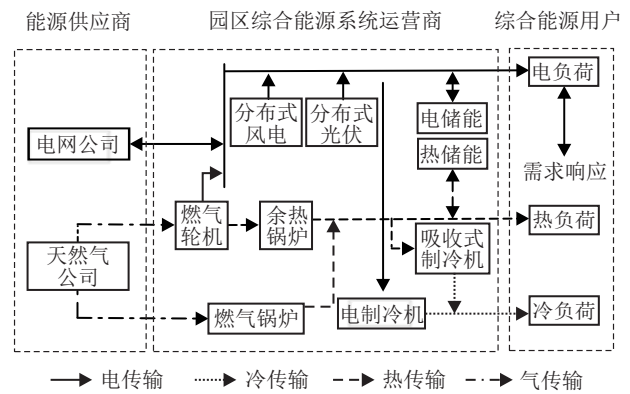 能源供应商
园区综合能源系统运营商
综合能源用户
电负荷
分布式
风电
分布式
光伏
电储能
电网公司
热储能
需求响应
燃气
轮机
余热
锅炉
热负荷
吸收式
制冷机
天然气
公司
燃气锅炉
电制冷机
冷负荷
电传输
冷传输
热传输
气传输